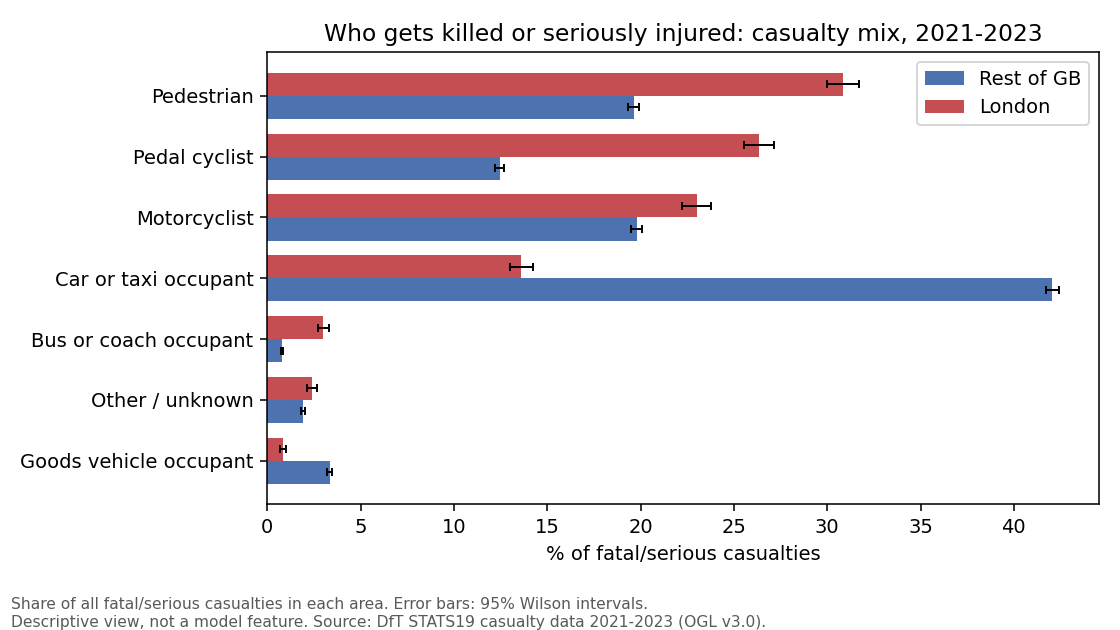 Who gets killed or seriously injured: casualty mix, 2021-2023
Rest of GB
London
Pedestrian
Pedal cyclist
Motorcyclist
Car or taxi occupant
Bus or coach occupant
Other / unknown
Goods vehicle occupant
0 5 10 15 20 25 30 35 40
% of fatal/serious casualties
Share of all fatal/serious casualties in each area. Error bars: 95% Wilson intervals.
Descriptive view, not a model feature. Source: DfT STATS19 casualty data 2021-2023 (OGL v3.0).